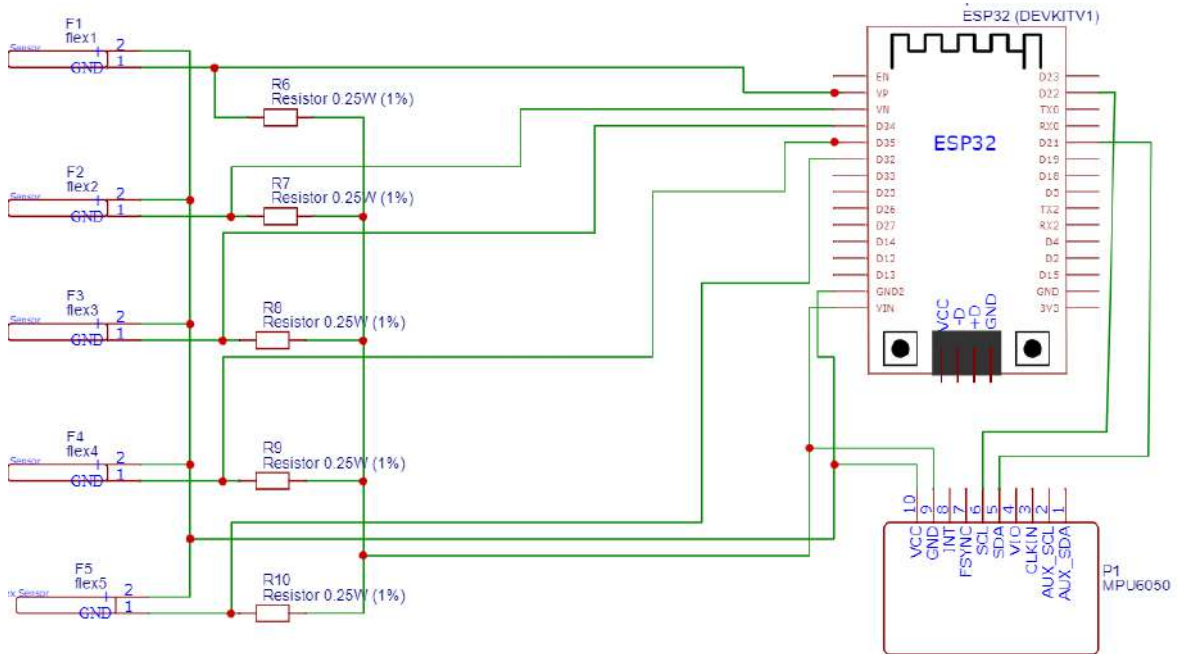 ESP32 (DEVKITV1)
F1
flex1
Sensor
+
2
GND
1
R6
Resistor 0.25W (1%)
F2
flex2
Sensor
+
2
GND
1
R7
Resistor 0.25W (1%)
F3
flex3
Sensor
+
2
GND
1
R8
Resistor 0.25W (1%)
F4
flex4
Sensor
+
2
GND
1
R9
Resistor 0.25W (1%)
F5
flex5
Sensor
+
2
GND
1
R10
Resistor 0.25W (1%)
ESP32
EN
VP
VN
D34
D35
D32
D33
D25
D26
D27
D14
D12
D13
GND2
VIN
D23
D22
TX0
RX0
D21
D19
D18
D5
TX2
RX2
D4
D2
D15
GND
3V3
VCC
-D
+D
GND
10
9
8
7
6
5
4
3
2
1
VCC
GND
INT
FSYNC
SCL
SDA
VIO
CLKIN
AUX_SCL
AUX_SDA
P1
MPU6050